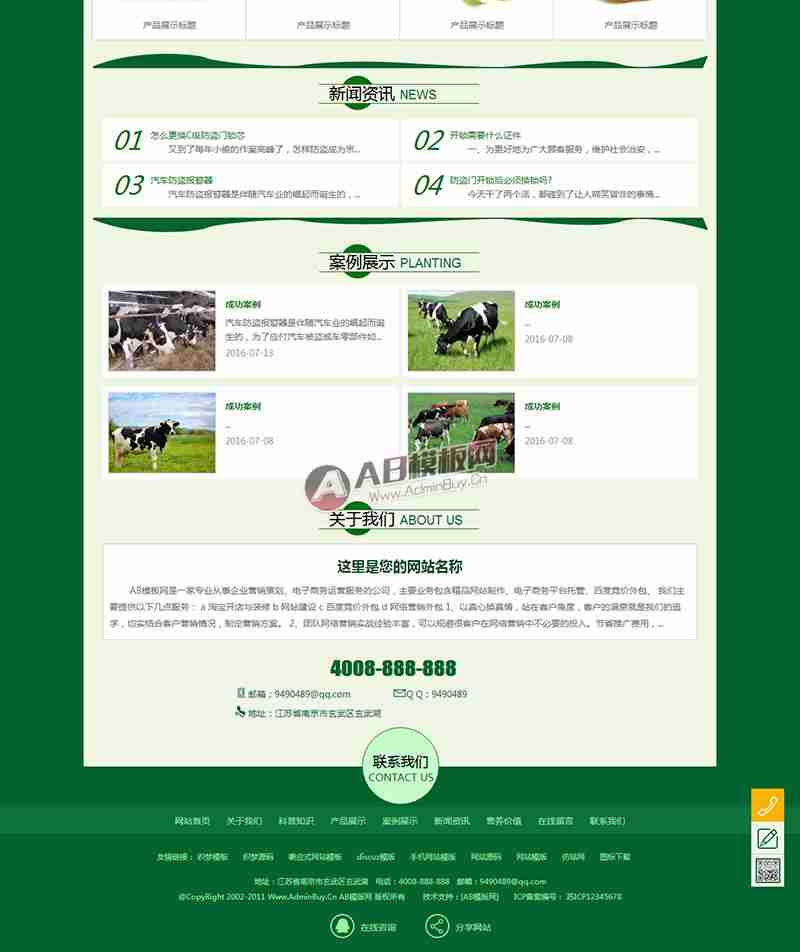 产品展示标题 产品展示标题 产品展示标题 产品展示标题
新闻资讯 NEWS
01 怎么更换C级防盗门锁芯
又到了每年小偷的作案高峰了，怎样防盗成为家...
02 开锁需要什么证件
一、为更好地为广大顾客服务，维护社会治安，...
03 汽车防盗报警器
汽车防盗报警器是伴随汽车业的崛起而诞生的，...
04 防盗门开锁后必须换锁吗?
今天干了两个活，都碰到了让人啼笑皆非的事情...
案例展示 PLANTING
成功案例
汽车防盗报警器是伴随汽车业的崛起而诞
生的，为了应付汽车被盗或车零部件如...
2016-07-13
成功案例
...
2016-07-08
成功案例
...
2016-07-08
成功案例
...
2016-07-08
AB模板网
Www.AdminBuy.Cn
关于我们 ABOUT US
这里是您的网站名称
AB模板网是一家专业从事企业营销策划、电子商务运营服务的公司，主要业务包含精品网站制作、电子商务平台托管、百度竞价外包、 我们主
要提供以下几点服务： a 淘宝开店与装修 b 网站建设 c 百度竞价外包 d 网络营销外包 1、以真心换真情，站在客户角度，客户的满意就是我们的追
求，切实结合客户营销情况，制定营销方案。 2、团队网络营销实战经验丰富，可以规避很客户在网络营销中不必要的投入。节省推广费用，...
4008-888-888
邮箱：9490489@qq.com Q Q：9490489
地址：江苏省南京市玄武区玄武湖
联系我们
CONTACT US
网站首页 关于我们 科普知识 产品展示 案例展示 新闻资讯 营养价值 在线留言 联系我们
友情链接： 织梦模板 织梦源码 响应式网站模板 discuz模板 手机网站模板 网站源码 网站模板 仿站网 图标下载
地址：江苏省南京市玄武区玄武湖 电话：4008-888-888 邮箱：9490489@qq.com
@CopyRight 2002-2011 Www.AdminBuy.Cn AB模板网 版权所有 技术支持：[AB模板网] ICP备案编号： 苏ICP12345678
在线咨询 分享网站